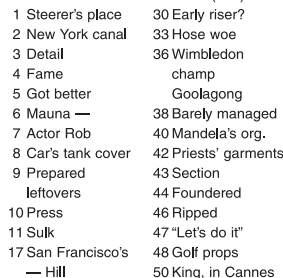 1 Steerer's place
2 New York canal
3 Detail
4 Fame
5 Got better
6 Mauna —
7 Actor Rob
8 Car's tank cover
9 Prepared
leftovers
10 Press
11 Sulk
17 San Francisco's
— Hill
30 Early riser?
33 Hose woe
36 Wimbledon
champ
Goolagong
38 Barely managed
40 Mandela's org.
42 Priests' garments
43 Section
44 Foundered
46 Ripped
47 "Let's do it"
48 Golf props
50 King, in Cannes